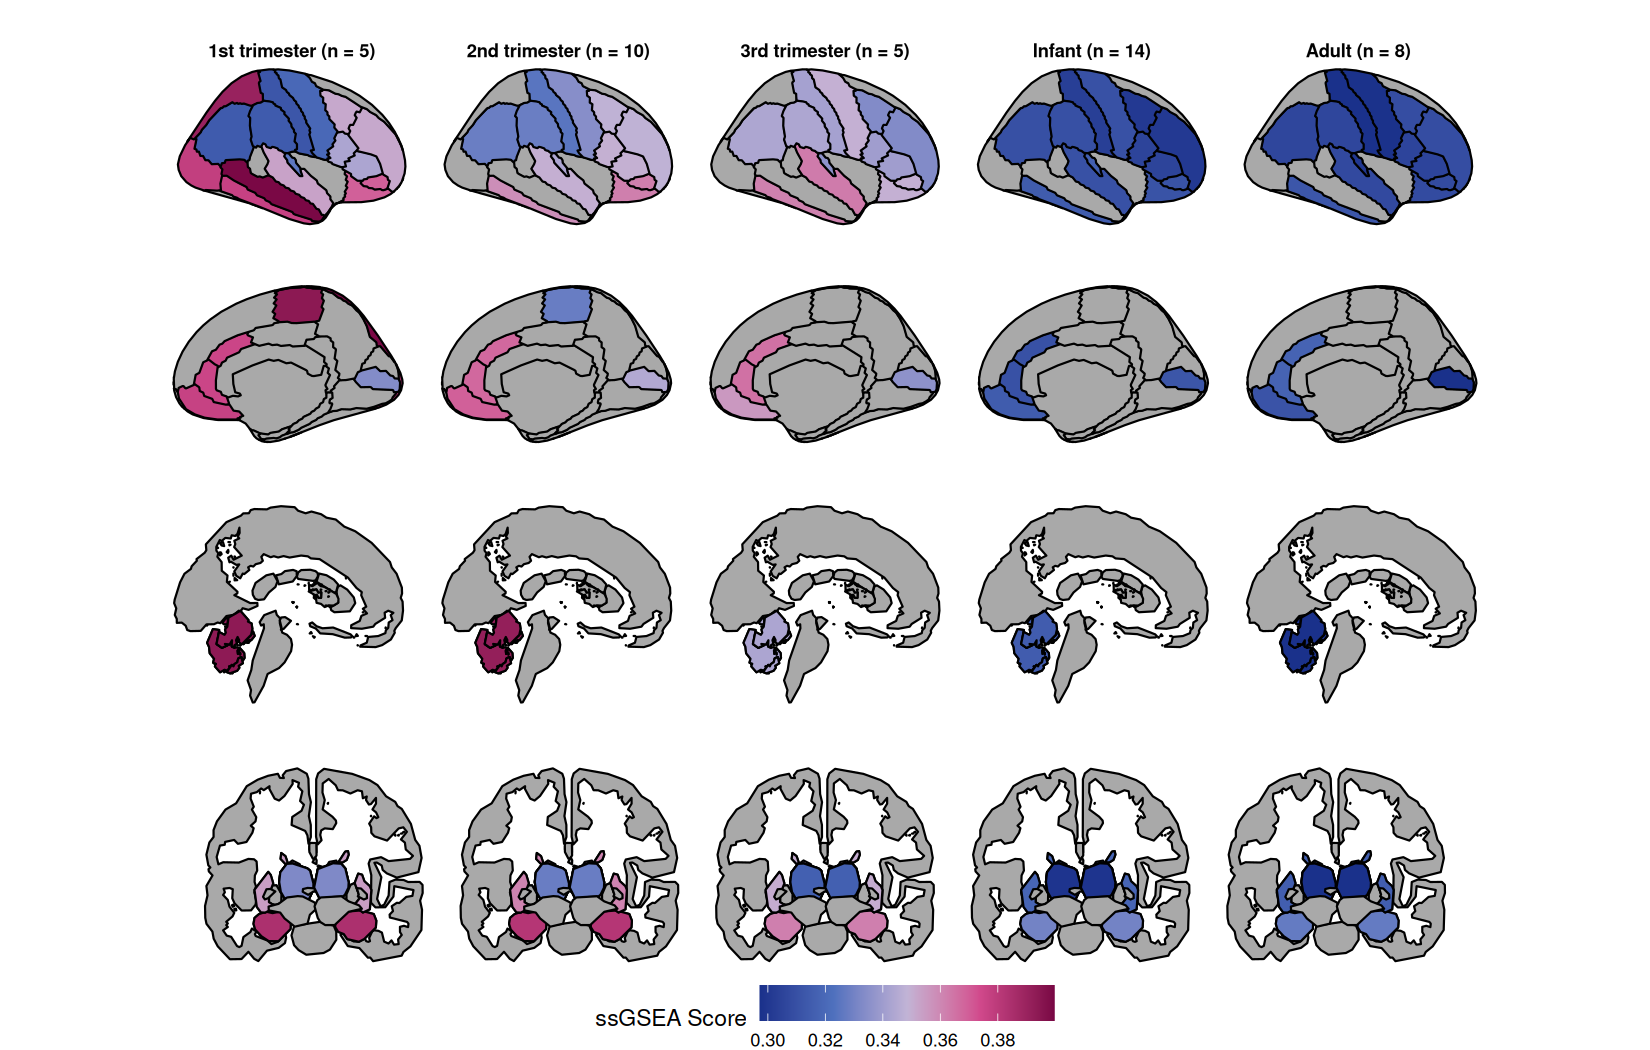 1st trimester (n = 5)
2nd trimester (n = 10)
3rd trimester (n = 5)
Infant (n = 14)
Adult (n = 8)
ssGSEA Score
0.30
0.32
0.34
0.36
0.38